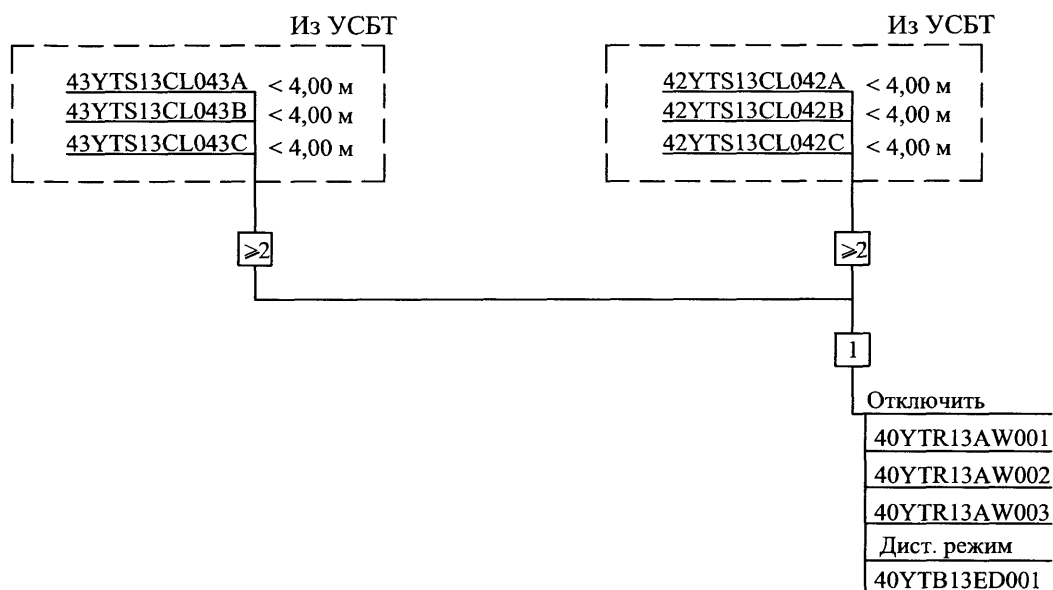 Из УСБТ
43YTS13CL043A < 4,00 м
43YTS13CL043B < 4,00 м
43YTS13CL043C < 4,00 м
⩾2
Из УСБТ
42YTS13CL042A < 4,00 м
42YTS13CL042B < 4,00 м
42YTS13CL042C < 4,00 м
⩾2
1
Отключить
40YTR13AW001
40YTR13AW002
40YTR13AW003
Дист. режим
40YTB13ED001